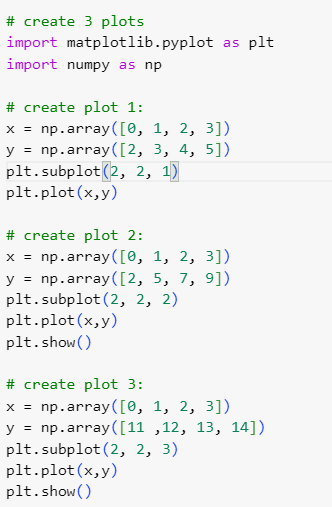 # create 3 plots
import matplotlib.pyplot as plt
import numpy as np
# create plot 1:
x = np.array([0, 1, 2, 3])
y = np.array([2, 3, 4, 5])
plt.subplot(2, 2, 1)
plt.plot(x,y)
# create plot 2:
x = np.array([0, 1, 2, 3])
y = np.array([2, 5, 7, 9])
plt.subplot(2, 2, 2)
plt.plot(x,y)
plt.show()
# create plot 3:
x = np.array([0, 1, 2, 3])
y = np.array([11 ,12, 13, 14])
plt.subplot(2, 2, 3)
plt.plot(x,y)
plt.show()